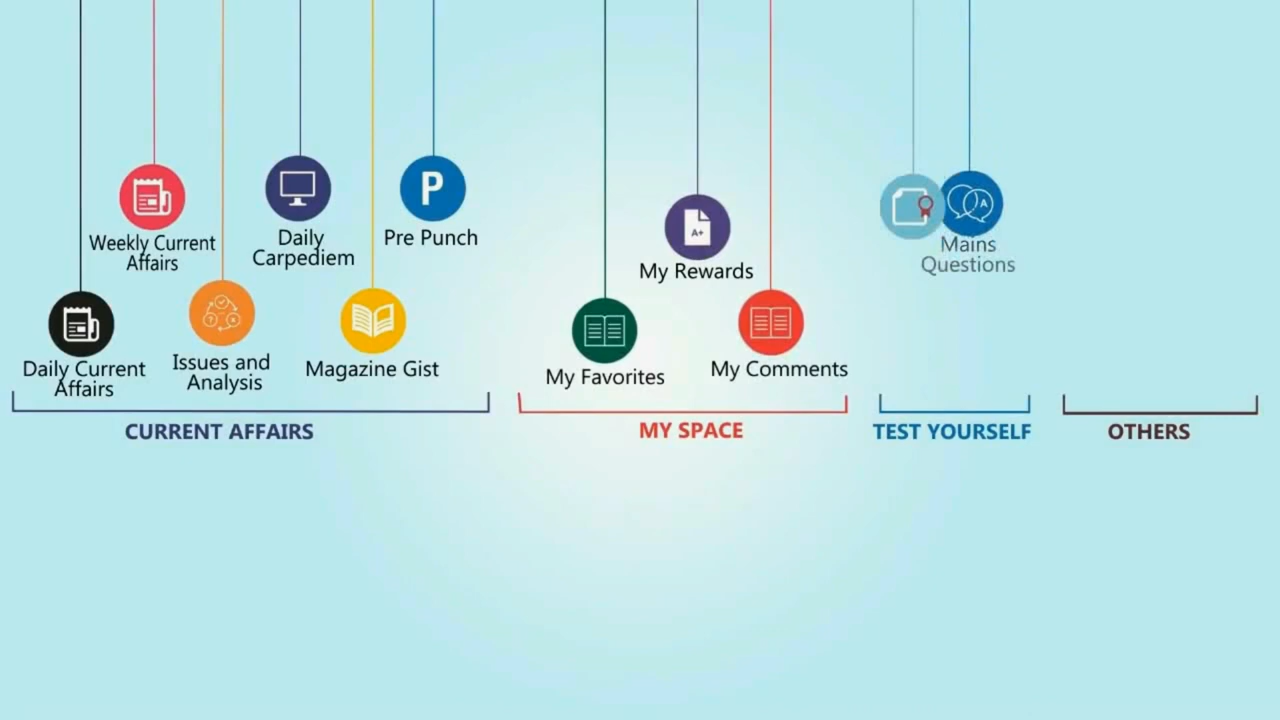 Weekly Current
Affairs
Daily
Carpediem
P
Pre Punch
Daily Current
Affairs
Issues and
Analysis
Magazine Gist
CURRENT AFFAIRS
A+
My Rewards
My Favorites
My Comments
MY SPACE
A
Mains
Questions
TEST YOURSELF
OTHERS